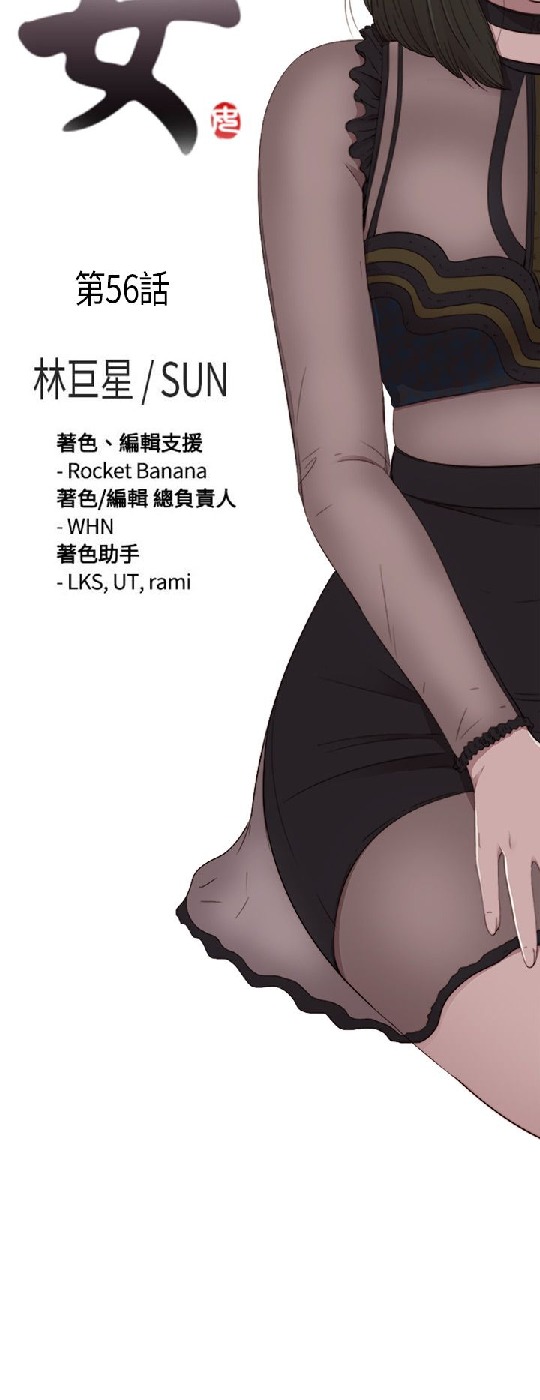 女
第56話
林巨星 / SUN
著色、編輯支援
- Rocket Banana
著色/編輯 總負責人
- WHN
著色助手
- LKS, UT, rami